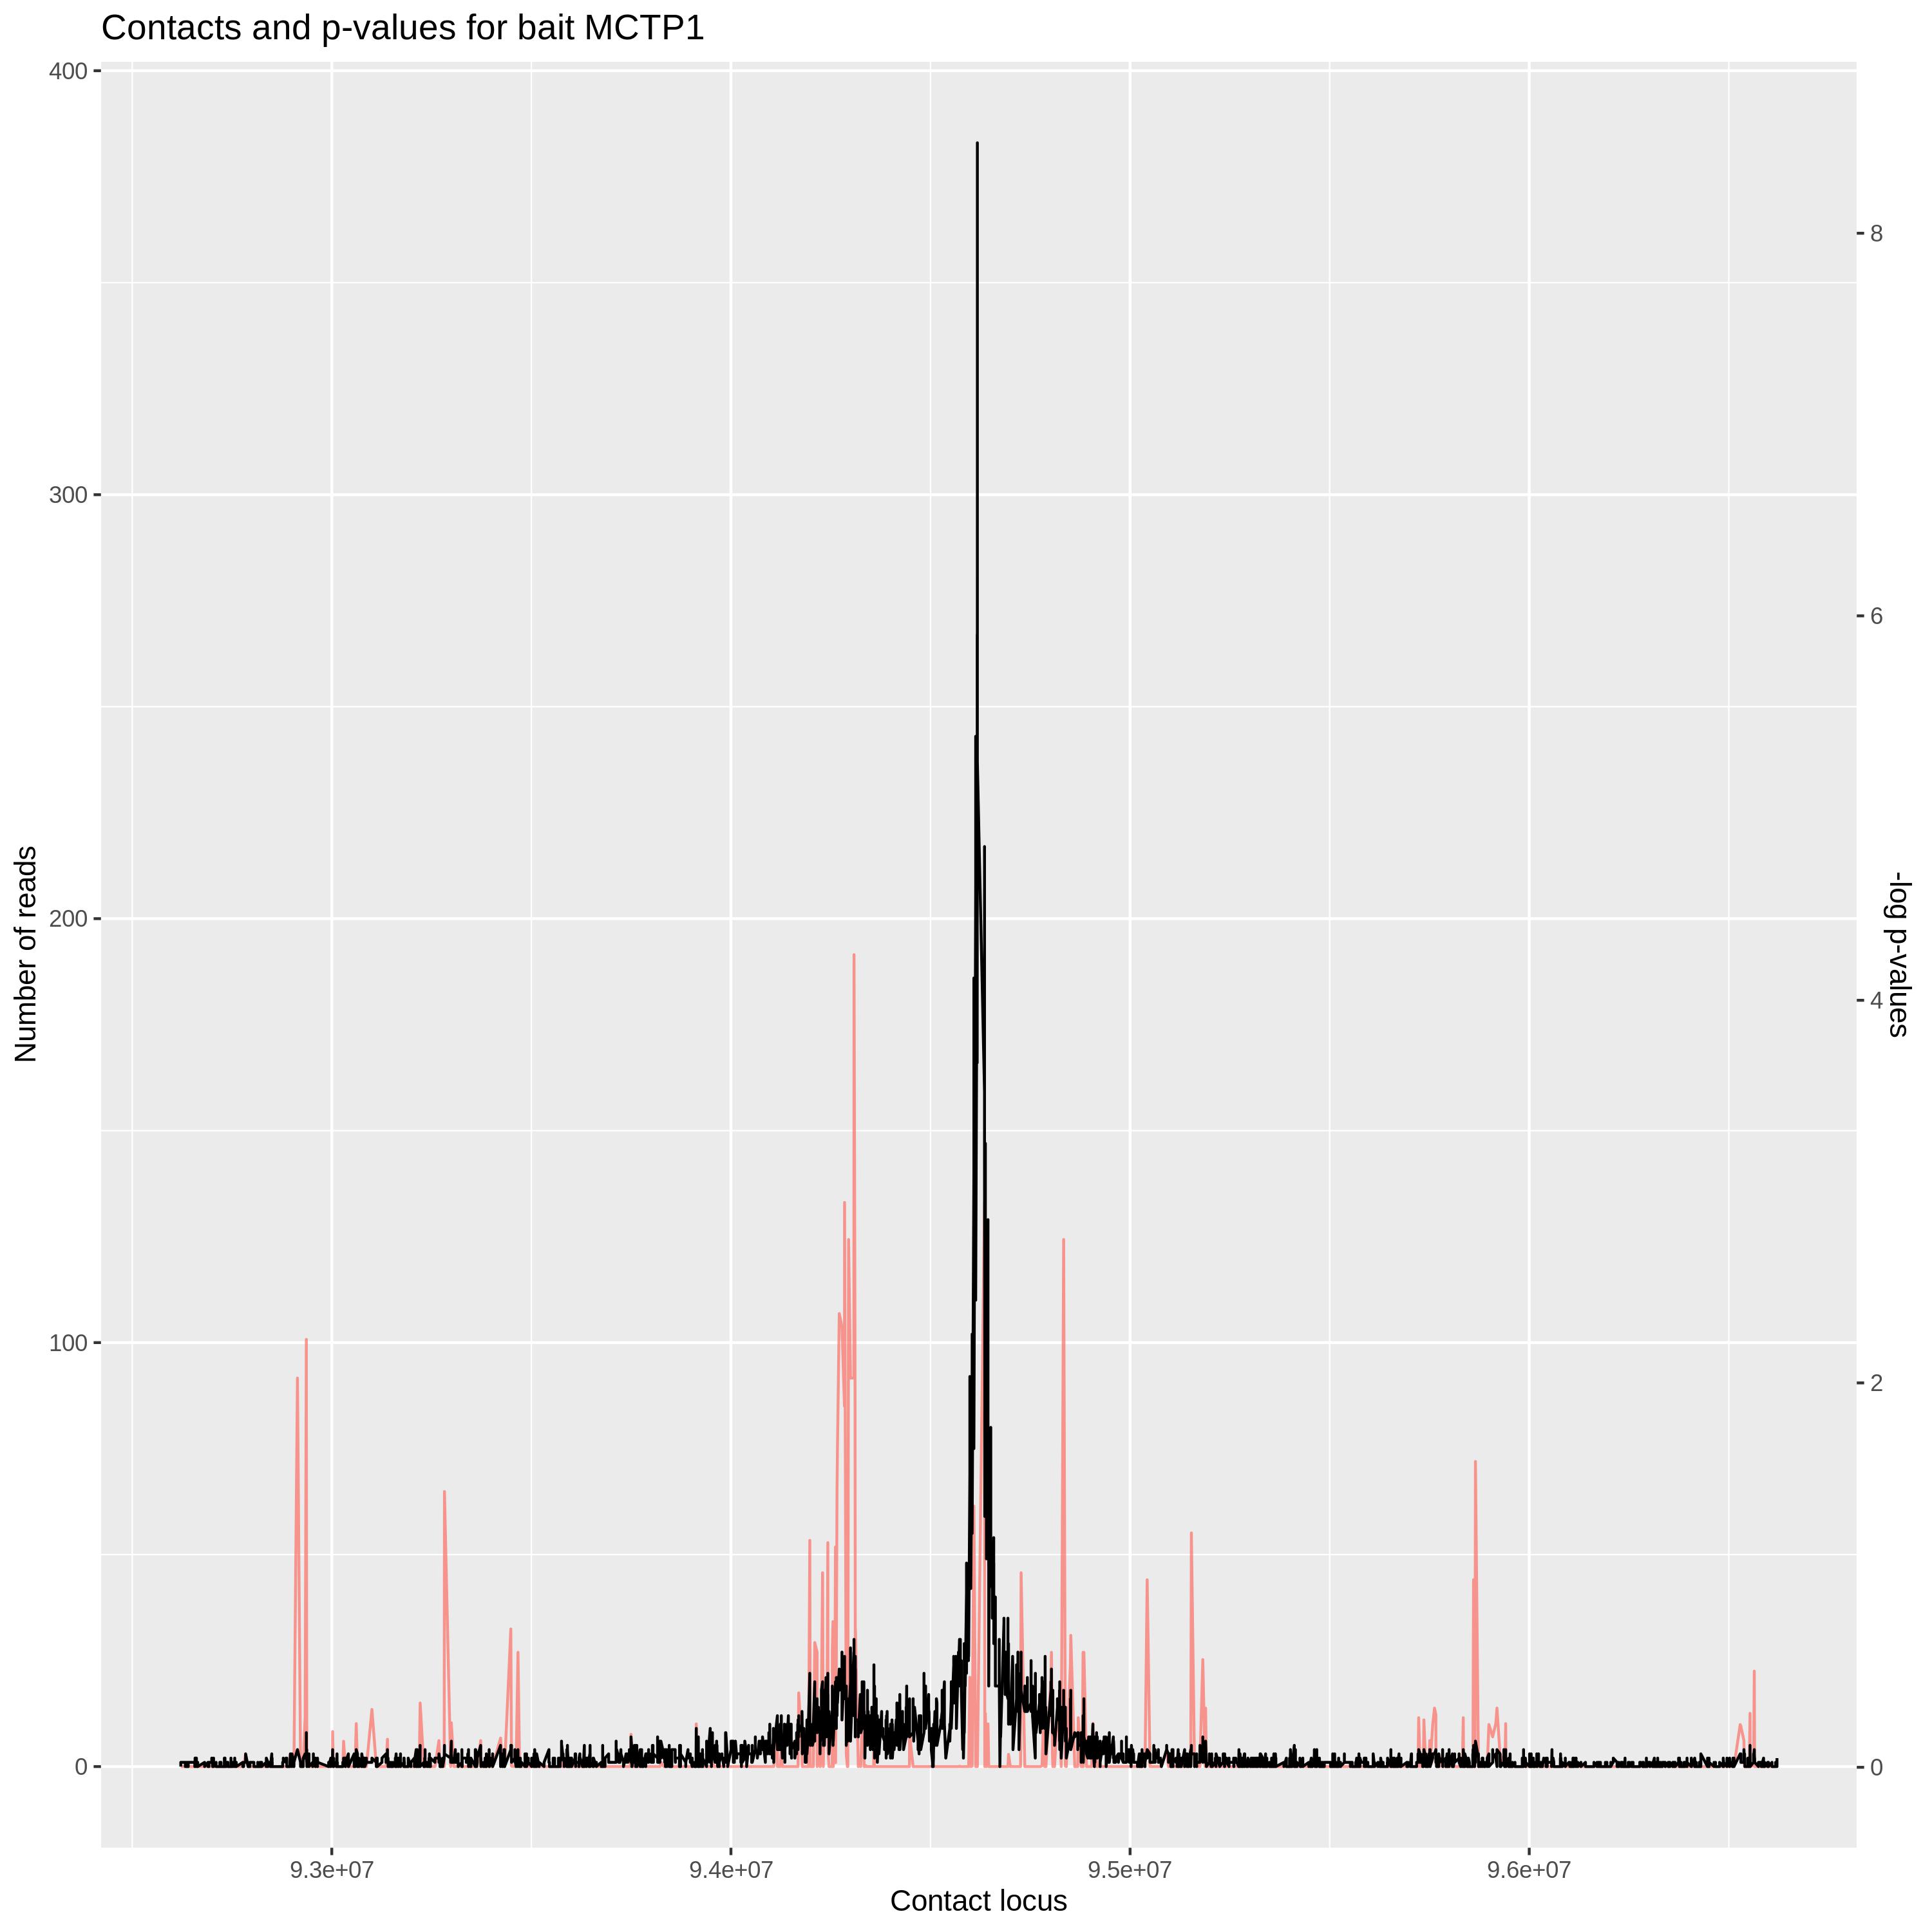 Contacts and p-values for bait MCTP1
400
300
200
100
0
Number of reads
8
6
4
2
0
-log p-values
9.3e+07
9.4e+07
9.5e+07
9.6e+07
Contact locus